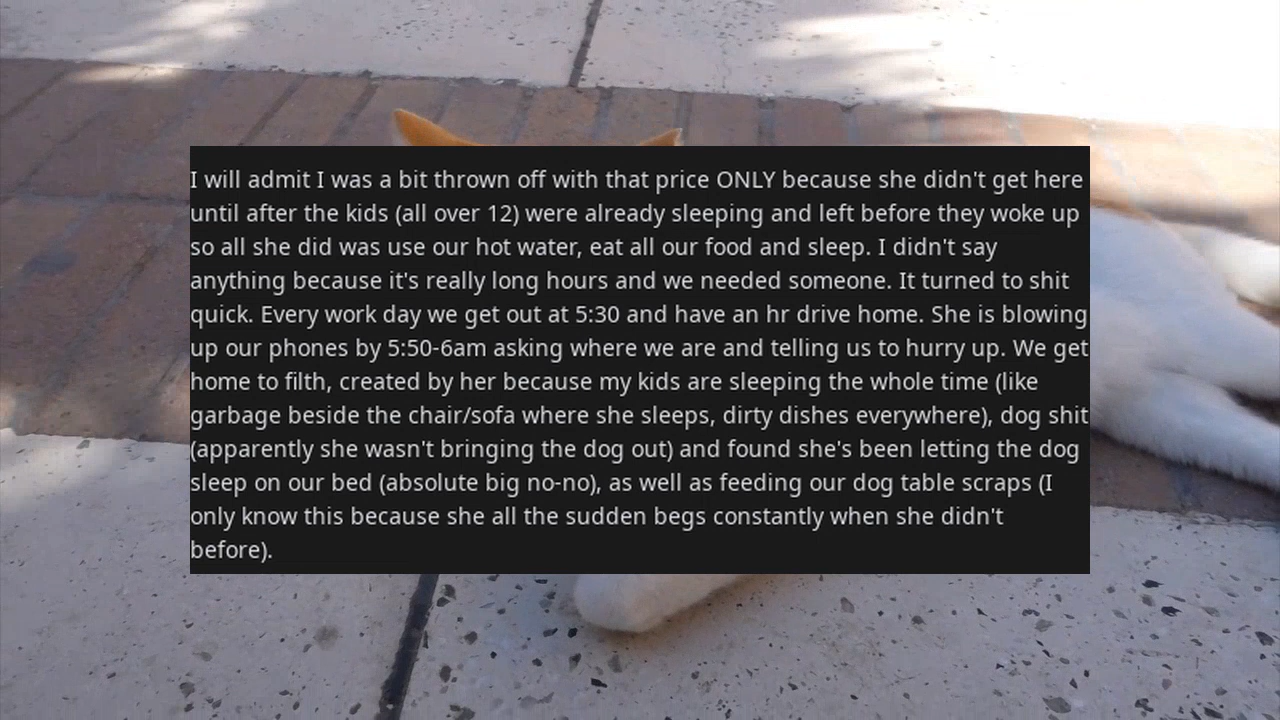 I will admit I was a bit thrown off with that price ONLY because she didn't get here
until after the kids (all over 12) were already sleeping and left before they woke up
so all she did was use our hot water, eat all our food and sleep. I didn't say
anything because it's really long hours and we needed someone. It turned to shit
quick. Every work day we get out at 5:30 and have an hr drive home. She is blowing
up our phones by 5:50-6am asking where we are and telling us to hurry up. We get
home to filth, created by her because my kids are sleeping the whole time (like
garbage beside the chair/sofa where she sleeps, dirty dishes everywhere), dog shit
(apparently she wasn't bringing the dog out) and found she's been letting the dog
sleep on our bed (absolute big no-no), as well as feeding our dog table scraps (I
only know this because she all the sudden begs constantly when she didn't
before).